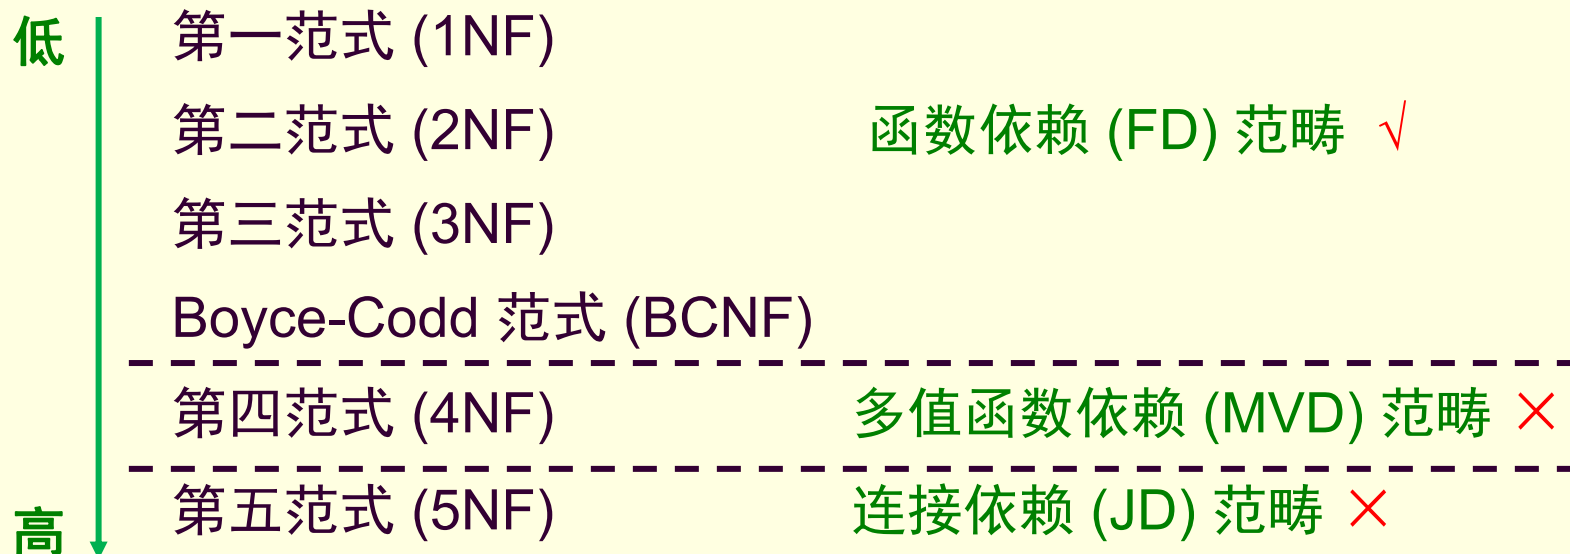 低 第一范式 (1NF)
第二范式 (2NF) 函数依赖 (FD) 范畴 √
第三范式 (3NF)
Boyce-Codd 范式 (BCNF)
第四范式 (4NF) 多值函数依赖 (MVD) 范畴 ×
高 第五范式 (5NF) 连接依赖 (JD) 范畴 ×